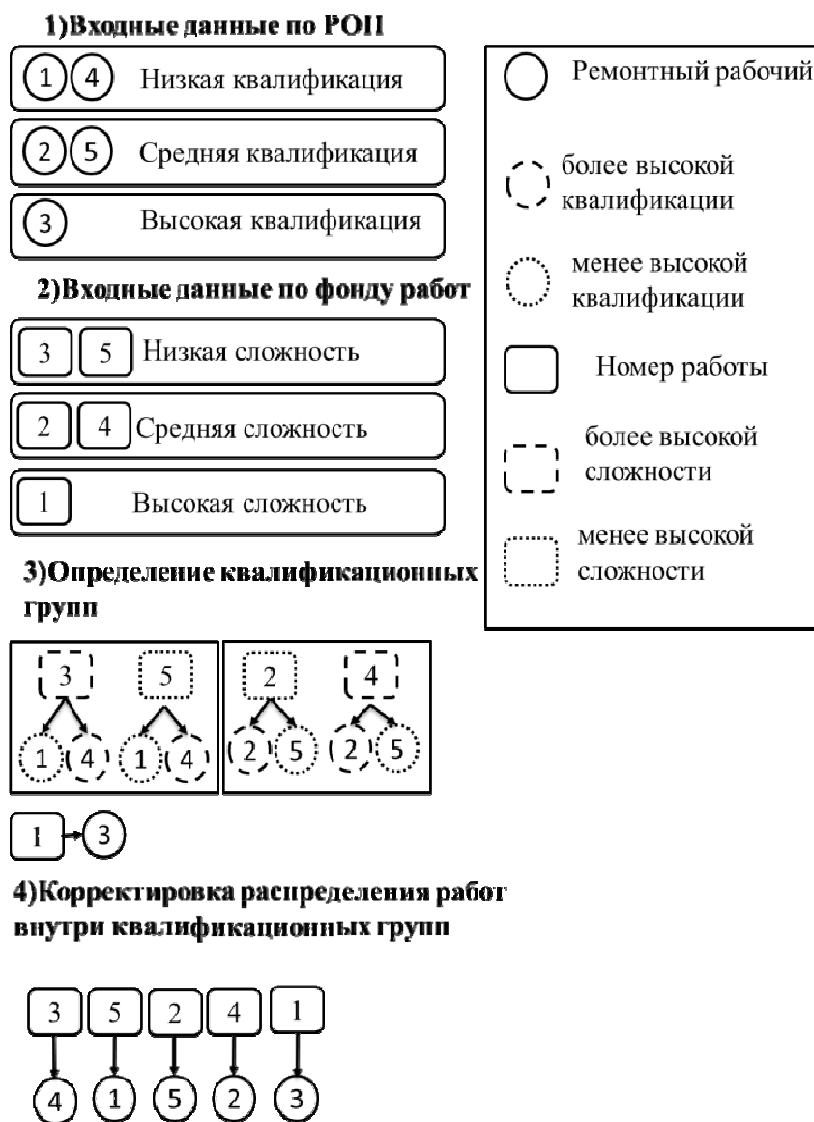 1)Входные данные по РОП
1 4 Низкая квалификация
2 5 Средняя квалификация
3 Высокая квалификация
2)Входные данные по фонду работ
3 5 Низкая сложность
2 4 Средняя сложность
1 Высокая сложность
3)Определение квалификационных
групп
3 5 2 4
1 4 1 4 2 5 2 5
1 3
4)Корректировка распределения работ
внутри квалификационных групп
3 5 2 4 1
4 1 5 2 3
Ремонтный рабочий
более высокой
квалификации
менее высокой
квалификации
Номер работы
более высокой
сложности
менее высокой
сложности